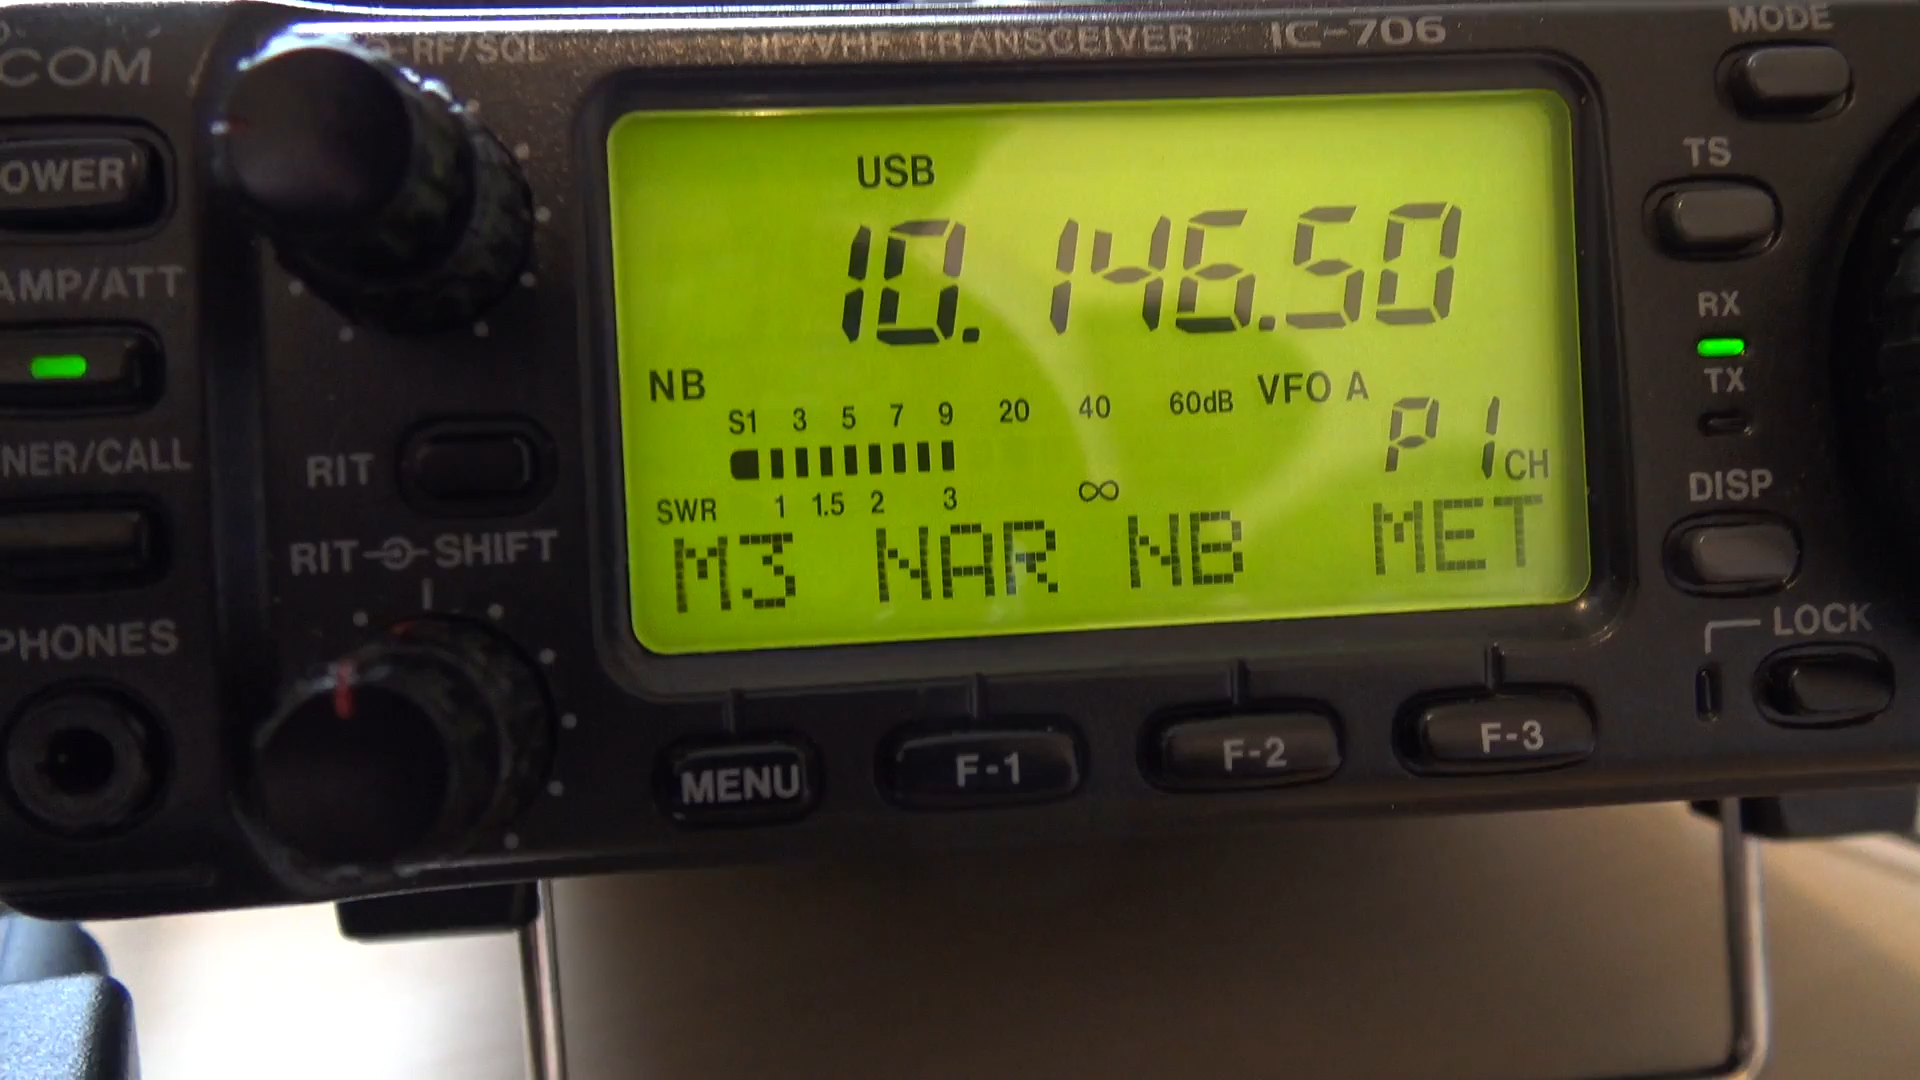 COM
RF/SQL
HF/VHF TRANSCEIVER IC-706
MODE
OWER
USB
TS
10.146.50
AMP/ATT
RX
NB
VFO A
TX
S1 3 5 7 9 20 40 60dB
P1 CH
NER/CALL
RIT
DISP
SWR 1 1.5 2 3 ∞
M3 NAR NB MET
RIT SHIFT
LOCK
PHONES
MENU F-1 F-2 F-3